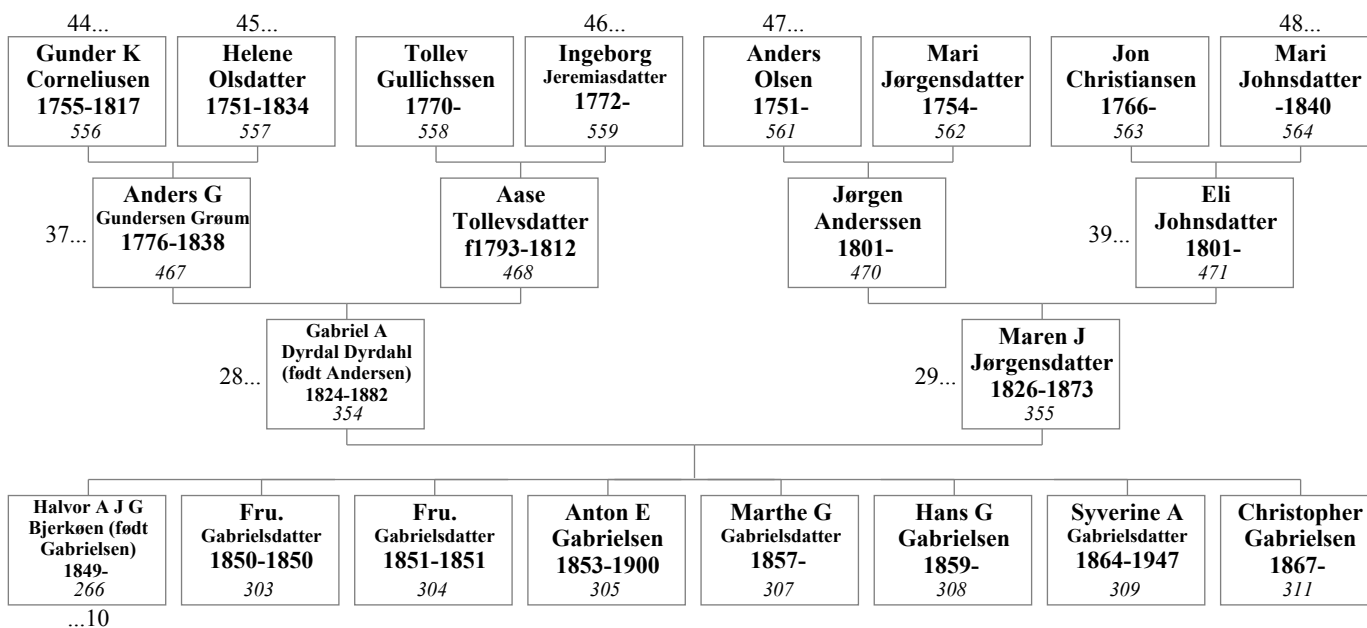 44...
45...
46...
47...
48...
Gunder K
Corneliusen
1755-1817
556
Helene
Olsdatter
1751-1834
557
Tollev
Gullichssen
1770-
558
Ingeborg
Jeremiasdatter
1772-
559
Anders
Olsen
1751-
561
Mari
Jørgensdatter
1754-
562
Jon
Christiansen
1766-
563
Mari
Johnsdatter
-1840
564
37...
Anders G
Gundersen Grøum
1776-1838
467
Aase
Tollevsdatter
f1793-1812
468
Jørgen
Anderssen
1801-
470
39...
Eli
Johnsdatter
1801-
471
28...
Gabriel A
Dyrdal Dyrdahl
(født Andersen)
1824-1882
354
29...
Maren J
Jørgensdatter
1826-1873
355
Halvor A J G
Bjerkøen (født
Gabrielsen)
1849-
266
...10
Fru.
Gabrielsdatter
1850-1850
303
Fru.
Gabrielsdatter
1851-1851
304
Anton E
Gabrielsen
1853-1900
305
Marthe G
Gabrielsdatter
1857-
307
Hans G
Gabrielsen
1859-
308
Syverine A
Gabrielsdatter
1864-1947
309
Christopher
Gabrielsen
1867-
311